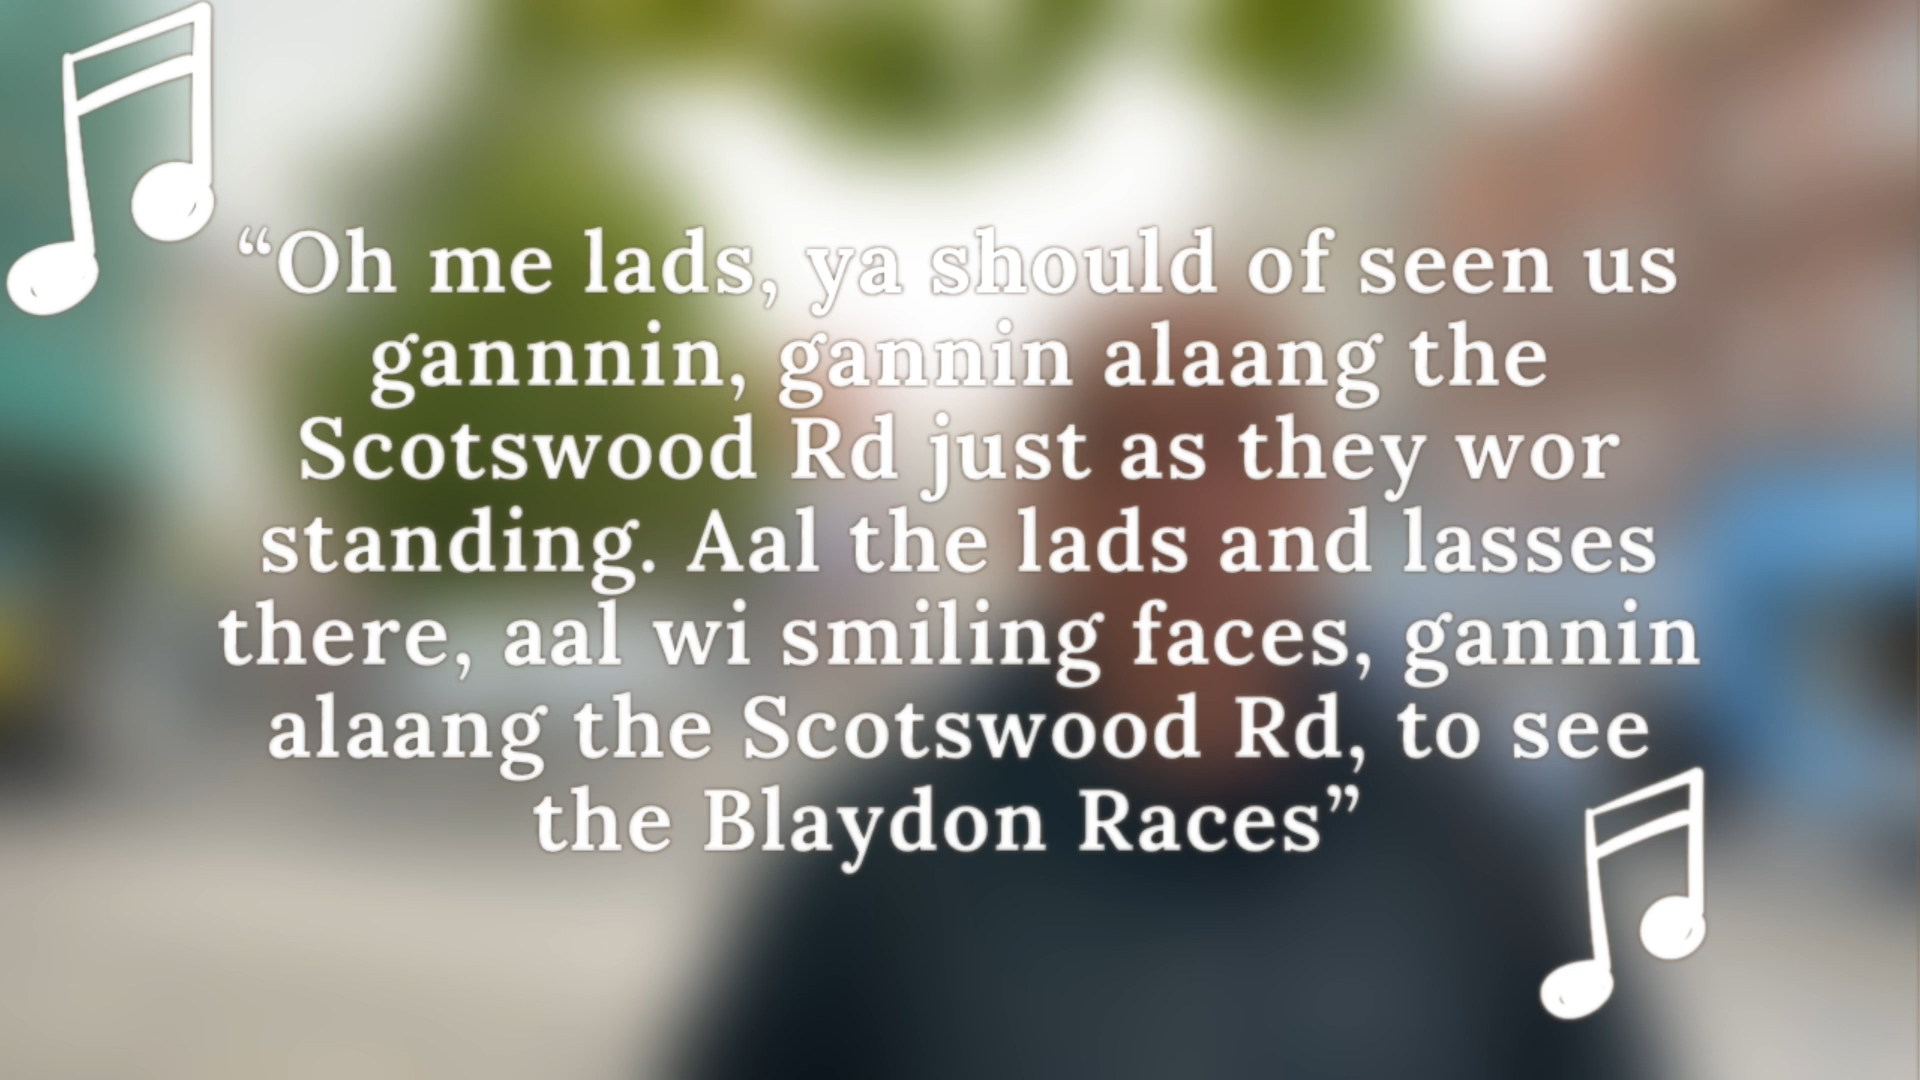 “Oh me lads, ya should of seen us
gannnin, gannin alaang the
Scotswood Rd just as they wor
standing. Aal the lads and lasses
there, aal wi smiling faces, gannin
alaang the Scotswood Rd, to see
the Blaydon Races”